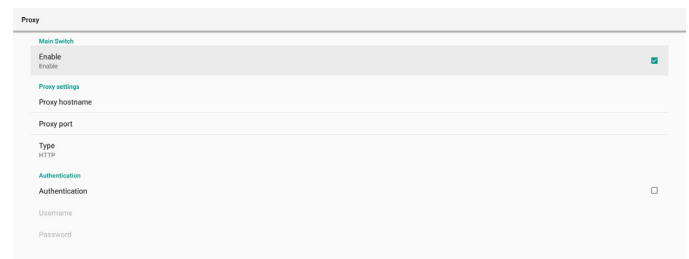 Proxy
Main Switch
Enable
Enable
Proxy settings
Proxy hostname
Proxy port
Type
HTTP
Authentication
Authentication
Username
Password